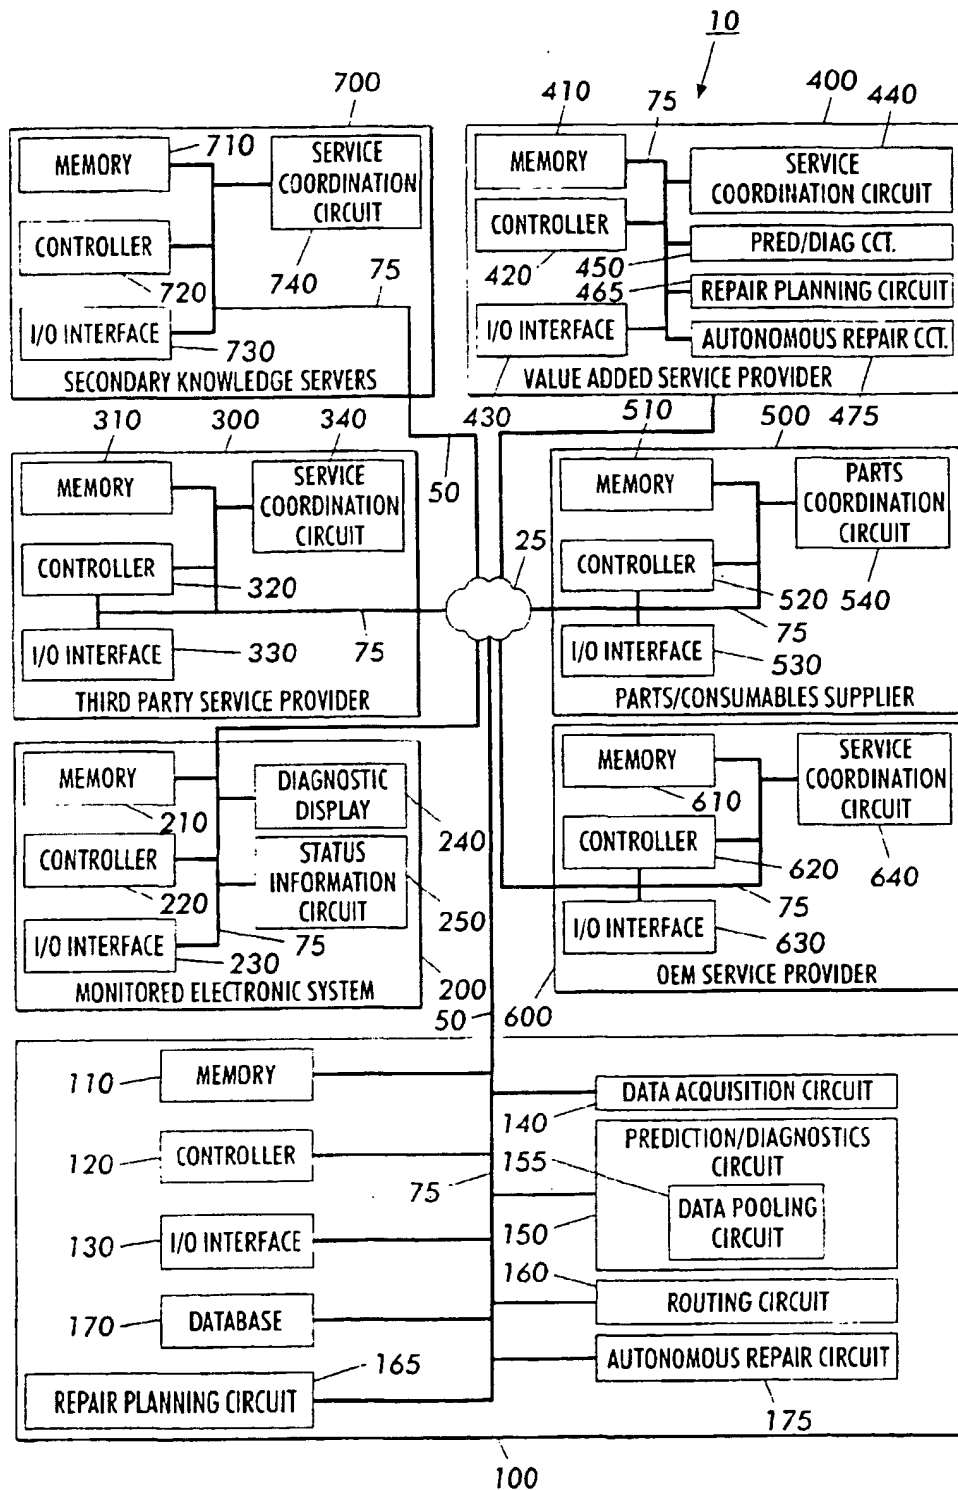 10
700
410
75
400
440
MEMORY
710
SERVICE
COORDINATION
CIRCUIT
CONTROLLER
720
740
75
I/O INTERFACE
730
SECONDARY KNOWLEDGE SERVERS
MEMORY
SERVICE
COORDINATION CIRCUIT
CONTROLLER
420
450
PRED/DIAG CCT.
465
REPAIR PLANNING CIRCUIT
I/O INTERFACE
AUTONOMOUS REPAIR CCT.
VALUE ADDED SERVICE PROVIDER
430
475
310
300
340
50
25
510
500
MEMORY
SERVICE
COORDINATION
CIRCUIT
CONTROLLER
320
I/O INTERFACE
330
75
THIRD PARTY SERVICE PROVIDER
MEMORY
PARTS
COORDINATION
CIRCUIT
CONTROLLER
520
540
75
I/O INTERFACE
530
PARTS/CONSUMABLES SUPPLIER
MEMORY
210
DIAGNOSTIC
DISPLAY
240
CONTROLLER
220
STATUS
INFORMATION
CIRCUIT
250
I/O INTERFACE
230
75
MONITORED ELECTRONIC SYSTEM
200
MEMORY
610
SERVICE
COORDINATION
CIRCUIT
CONTROLLER
620
640
75
I/O INTERFACE
630
OEM SERVICE PROVIDER
600
50
110
MEMORY
DATA ACQUISITION CIRCUIT
140
120
CONTROLLER
75
PREDICTION/DIAGNOSTICS
CIRCUIT
155
DATA POOLING
CIRCUIT
150
130
I/O INTERFACE
160
ROUTING CIRCUIT
170
DATABASE
AUTONOMOUS REPAIR CIRCUIT
175
165
REPAIR PLANNING CIRCUIT
100